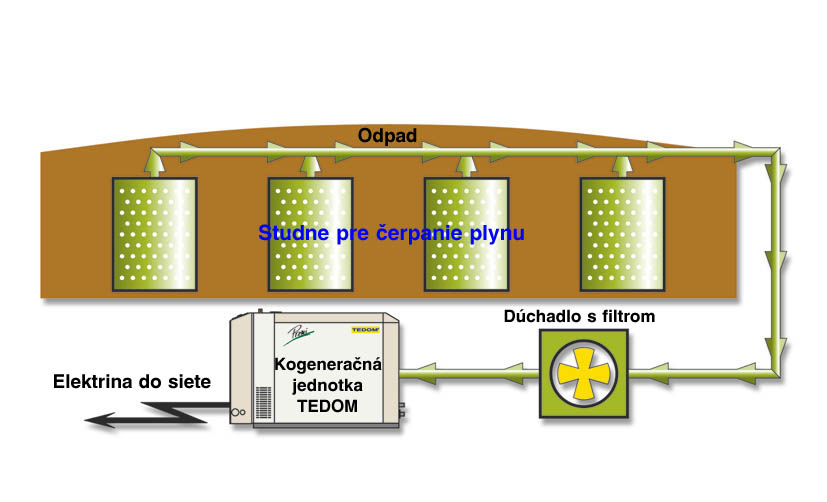 Odpad
Studne pre čerpanie plynu
Dúchadlo s filtrom
TEDOM
Kogeneračná
jednotka
TEDOM
Elektrina do siete